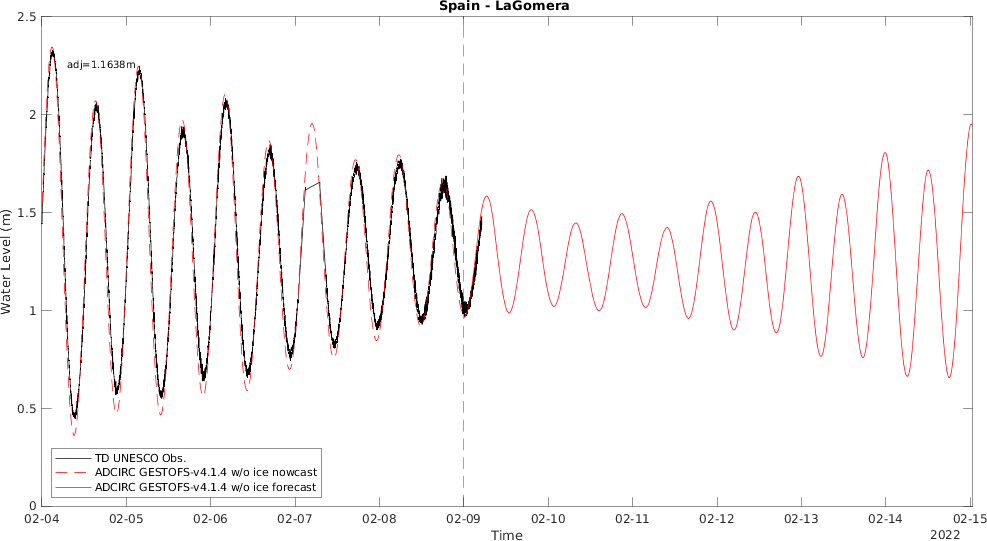 Spain - LaGomera
adj=1.1638m
Water Level (m)
2.5
2
1.5
1
0.5
0
TD UNESCO Obs.
ADCIRC GESTOFS-v4.1.4 w/o ice nowcast
ADCIRC GESTOFS-v4.1.4 w/o ice forecast
02-04 02-05 02-06 02-07 02-08 02-09 02-10 02-11 02-12 02-13 02-14 02-15
Time
2022